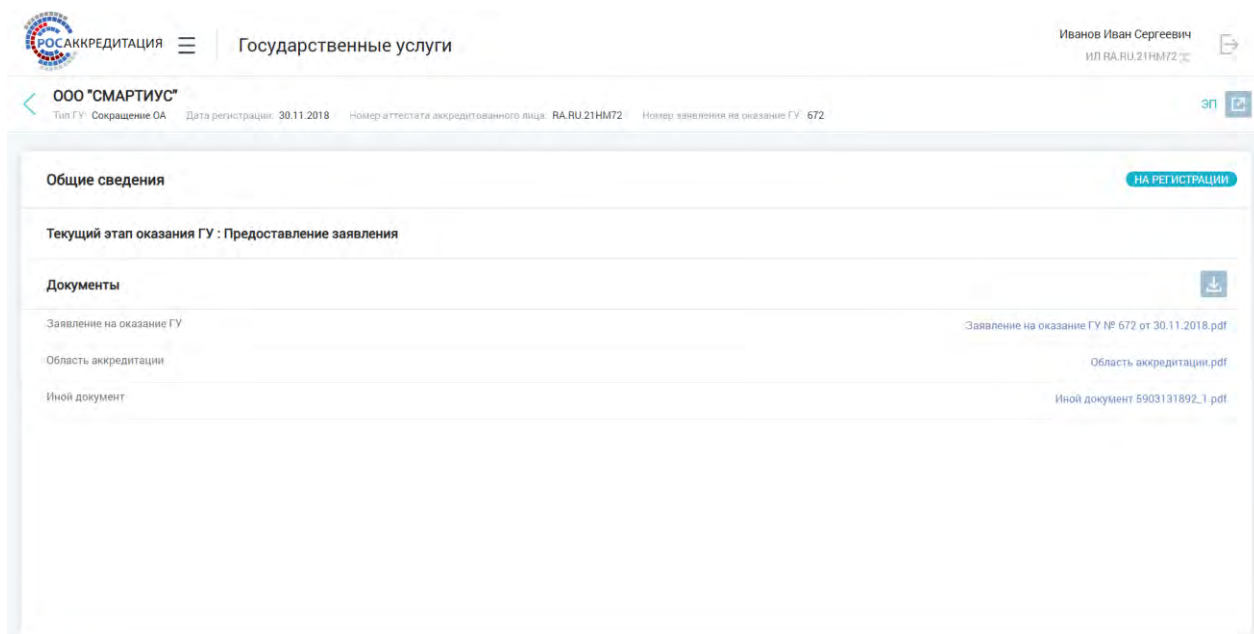 РОСАККРЕДИТАЦИЯ
Государственные услуги
Иванов Иван Сергеевич
ИЛ RA.RU.21НМ72
ООО "СМАРТИУС"
Тип ГУ: Сокращение ОА Дата регистрации: 30.11.2018 Номер аттестата аккредитованного лица: RA.RU.21НМ72 Номер заявления на оказание ГУ: 672
ЭП
Общие сведения
НА РЕГИСТРАЦИИ
Текущий этап оказания ГУ : Предоставление заявления
Документы
Заявление на оказание ГУ Заявление на оказание ГУ № 672 от 30.11.2018.pdf
Область аккредитации Область аккредитации.pdf
Иной документ Иной документ 5903131892_1.pdf